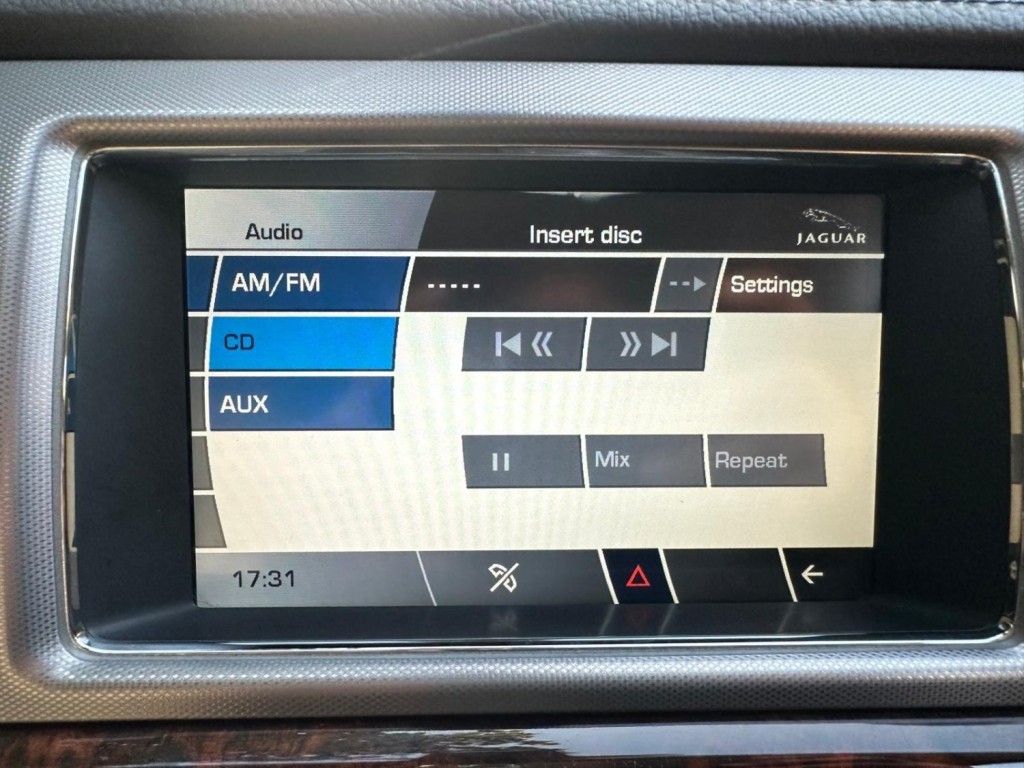 Audio
Insert disc
JAGUAR
AM/FM
-----
Settings
CD
AUX
Mix
Repeat
17:31